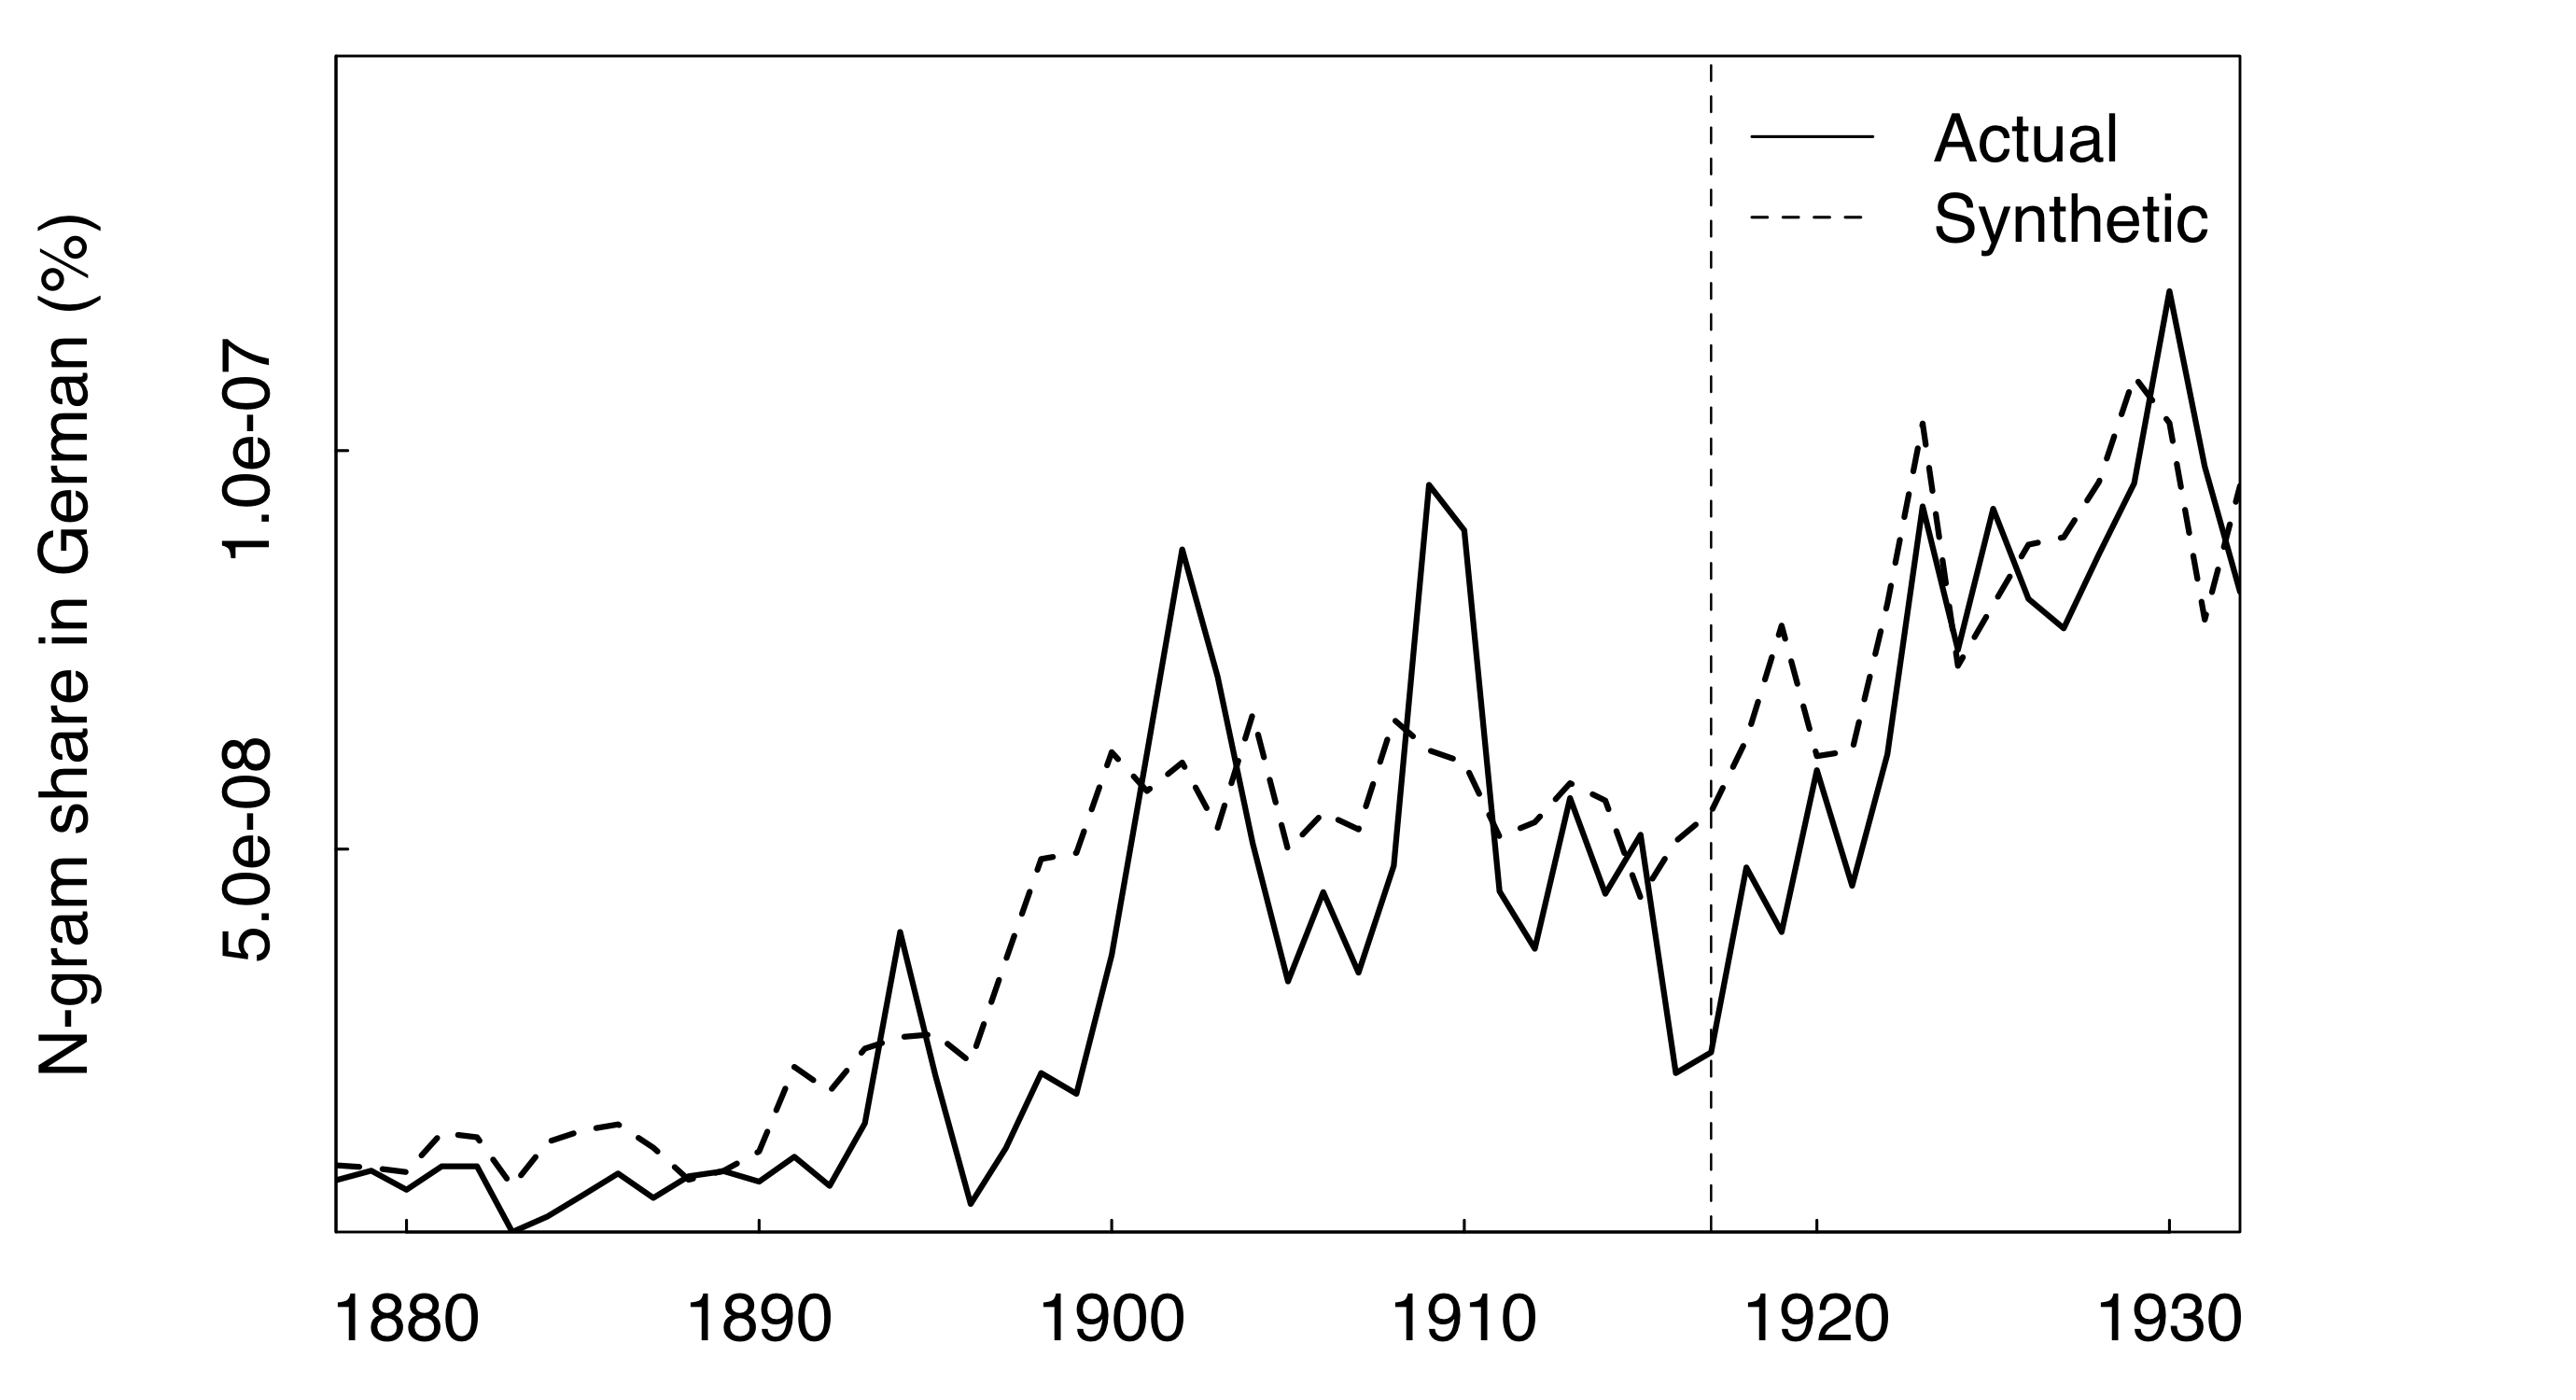 N-gram share in German (%)
1.0e-07
5.0e-08
Actual
Synthetic
1880 1890 1900 1910 1920 1930